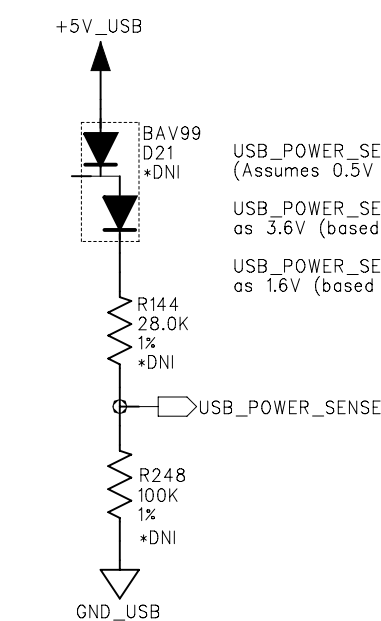 +5V_USB
BAV99
D21
*DNI
USB_POWER_SE
(Assumes 0.5V
USB_POWER_SE
as 3.6V (based
USB_POWER_SE
as 1.6V (based
R144
28.0K
1%
*DNI
USB_POWER_SENSE
R248
100K
1%
*DNI
GND_USB